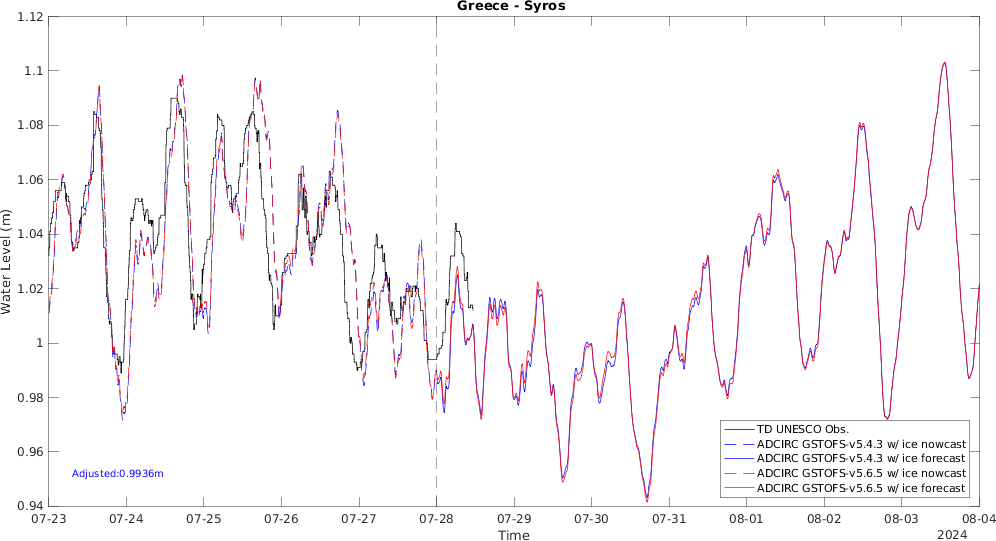 Greece - Syros
1.12
1.1
1.08
1.06
1.04
1.02
1
0.98
0.96
0.94
Water Level (m)
Adjusted:0.9936m
TD UNESCO Obs.
ADCIRC GSTOFS-v5.4.3 w/ ice nowcast
ADCIRC GSTOFS-v5.4.3 w/ ice forecast
ADCIRC GSTOFS-v5.6.5 w/ ice nowcast
ADCIRC GSTOFS-v5.6.5 w/ ice forecast
07-23 07-24 07-25 07-26 07-27 07-28 07-29 07-30 07-31 08-01 08-02 08-03 08-04
Time
2024